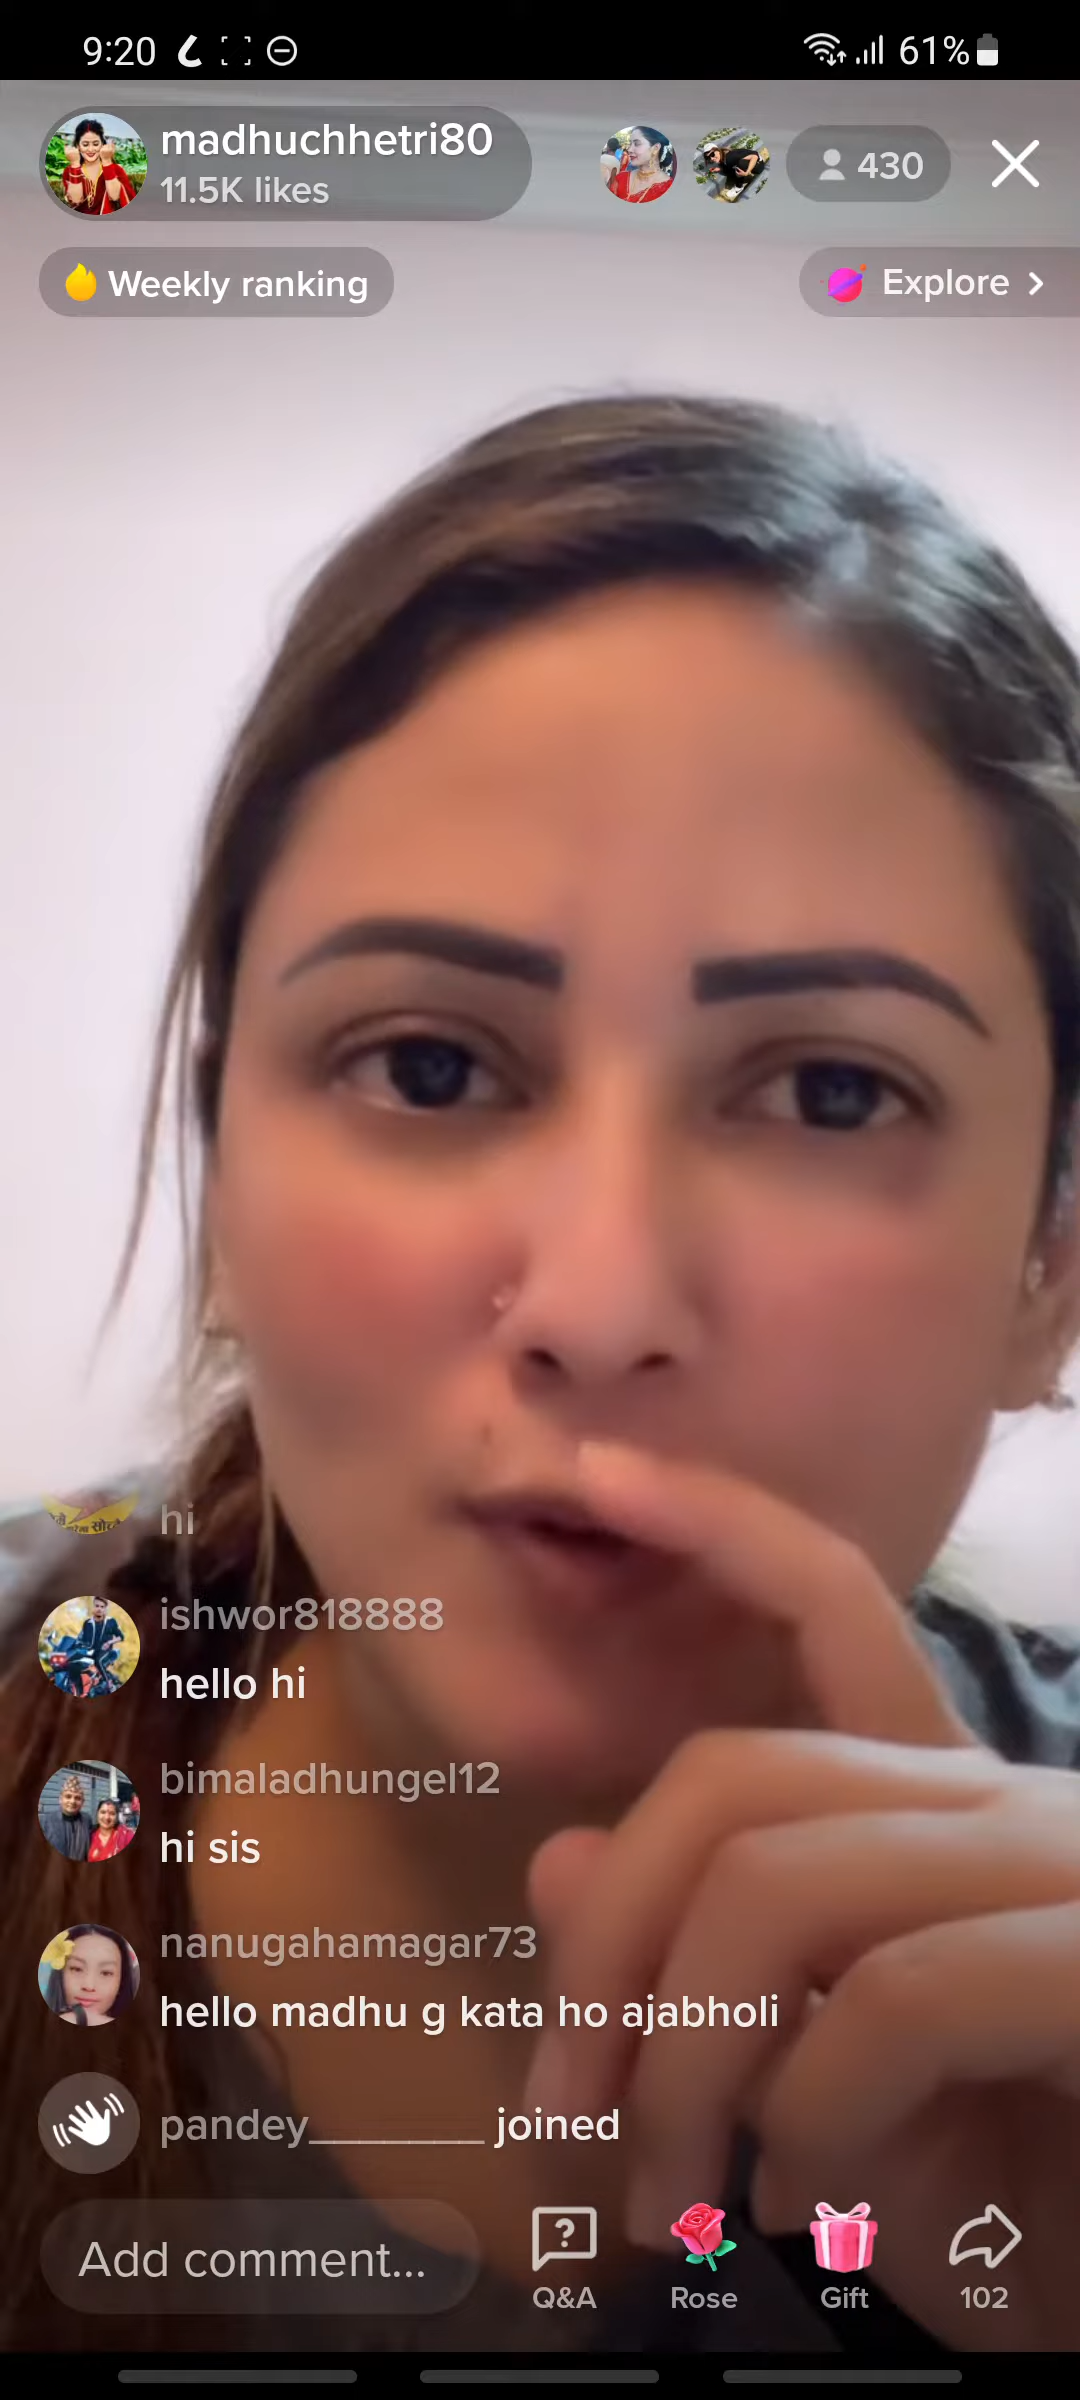 9:20
61%
madhuchhetri80
11.5K likes
430
Weekly ranking
Explore
hi
ishwor818888
hello hi
bimaladhungel12
hi sis
nanugahamagar73
hello madhu g kata ho ajabholi
pandey_______ joined
Add comment...
Q&A
Rose
Gift
102